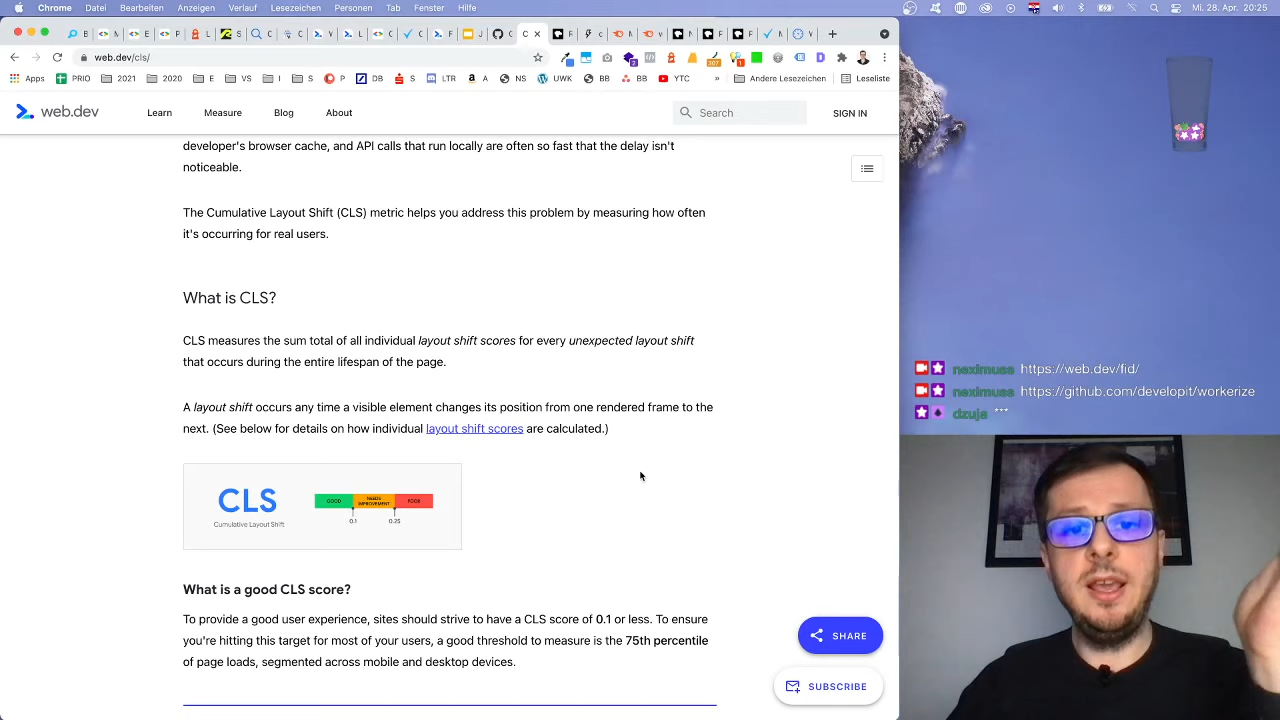 Chrome Datei Bearbeiten Anzeigen Verlauf Lesezeichen Personen Tab Fenster Hilfe
Mi. 28. Apr. 20:25
web.dev/cls/
Apps PRIO 2021 2020 E VS I S P DB S LTR A NS UWK BB BB YTC » Andere Lesezeichen Leseliste
web.dev Learn Measure Blog About Search SIGN IN
developer's browser cache, and API calls that run locally are often so fast that the delay isn't
noticeable.
The Cumulative Layout Shift (CLS) metric helps you address this problem by measuring how often
it's occurring for real users.
What is CLS?
CLS measures the sum total of all individual layout shift scores for every unexpected layout shift
that occurs during the entire lifespan of the page.
A layout shift occurs any time a visible element changes its position from one rendered frame to the
next. (See below for details on how individual layout shift scores are calculated.)
CLS
Cumulative Layout Shift
GOOD
NEEDS
IMPROVEMENT
POOR
0.1
0.25
What is a good CLS score?
To provide a good user experience, sites should strive to have a CLS score of 0.1 or less. To ensure
you're hitting this target for most of your users, a good threshold to measure is the 75th percentile
of page loads, segmented across mobile and desktop devices.
SHARE
SUBSCRIBE
neximuss https://web.dev/fid/
neximuss https://github.com/developit/workerize
dzuja ***